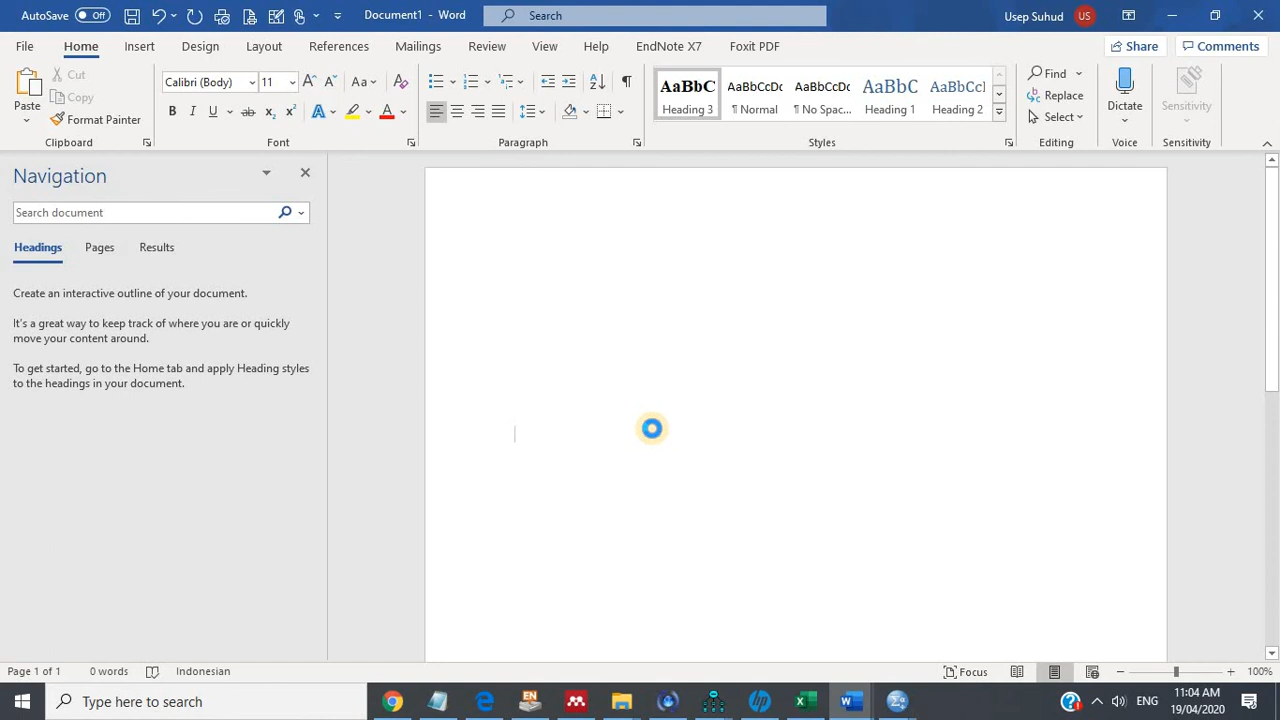 AutoSave Off Document1 - Word Search Usep Suhud US
File Home Insert Design Layout References Mailings Review View Help EndNote X7 Foxit PDF Share Comments
Paste Cut Copy Format Painter
Calibri (Body) 11
Aa
B I U ab x₂ x² A A
AaBbC AaBbCcDc AaBbCcDc AaBbC AaBbCcI
Heading 3 ¶ Normal ¶ No Spac... Heading 1 Heading 2
Find
Replace
Select
Dictate Sensitivity
Clipboard Font Paragraph Styles Editing Voice Sensitivity
Navigation
Search document
Headings Pages Results
Create an interactive outline of your document.
It's a great way to keep track of where you are or quickly
move your content around.
To get started, go to the Home tab and apply Heading styles
to the headings in your document.
Page 1 of 1 0 words Indonesian Focus 100%
Type here to search EN ENG 11:04 AM
19/04/2020